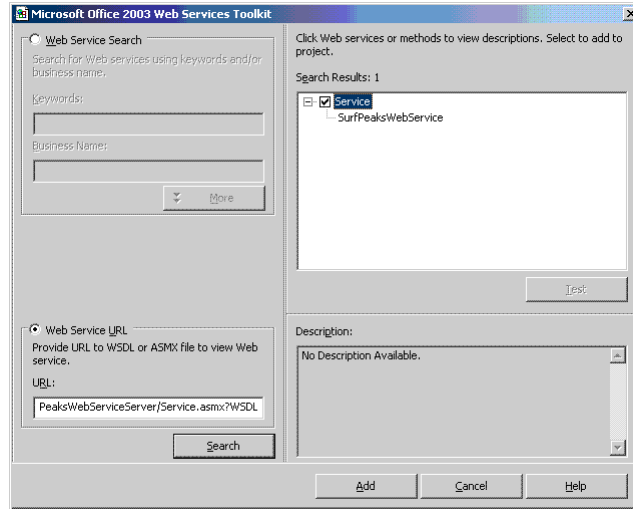 Microsoft Office 2003 Web Services Toolkit
Web Service Search
Search for Web services using keywords and/or
business name.
Keywords:
Business Name:
More
Web Service URL
Provide URL to WSDL or ASMX file to view Web
service.
URL:
PeaksWebServiceServer/Service.asmx?WSDL
Search
Click Web services or methods to view descriptions. Select to add to
project.
Search Results: 1
Service
SurfPeaksWebService
Test
Description:
No Description Available.
Add
Cancel
Help